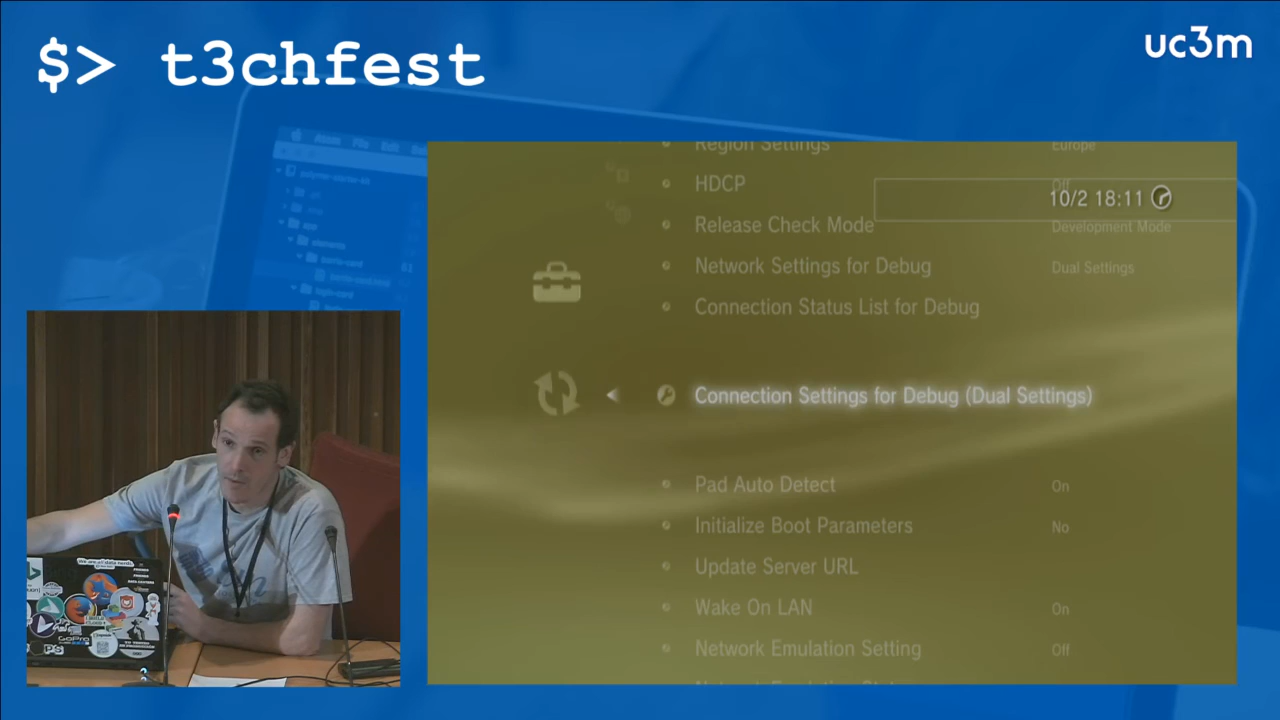 $> t3chfest
uc3m
Region Settings Europe
HDCP Off
10/2 18:11
Release Check Mode Development Mode
Network Settings for Debug Dual Settings
Connection Status List for Debug
Connection Settings for Debug (Dual Settings)
Pad Auto Detect On
Initialize Boot Parameters No
Update Server URL
Wake On LAN On
Network Emulation Setting Off
GoPro
PS